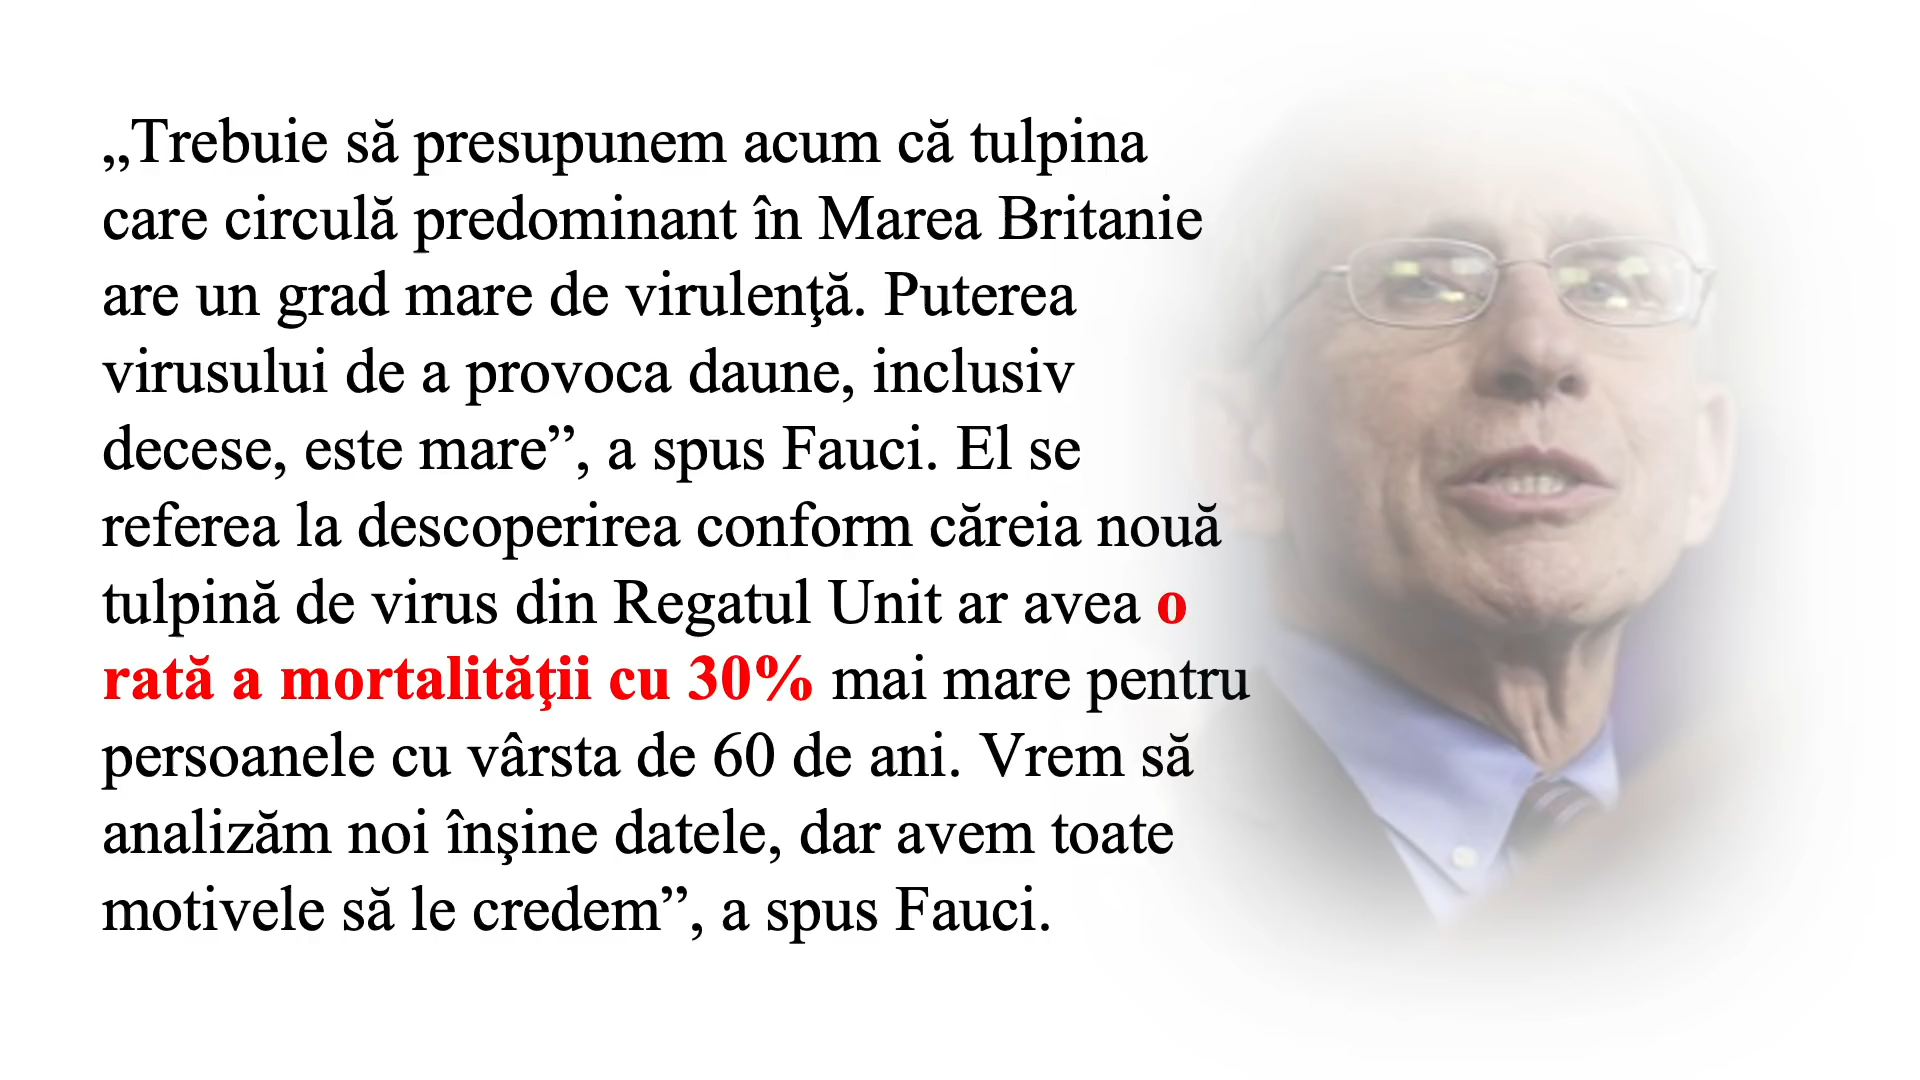 „Trebuie să presupunem acum că tulpina
care circulă predominant în Marea Britanie
are un grad mare de virulenţă. Puterea
virusului de a provoca daune, inclusiv
decese, este mare”, a spus Fauci. El se
referea la descoperirea conform căreia nouă
tulpină de virus din Regatul Unit ar avea o
rată a mortalităţii cu 30% mai mare pentru
persoanele cu vârsta de 60 de ani. Vrem să
analizăm noi înşine datele, dar avem toate
motivele să le credem”, a spus Fauci.